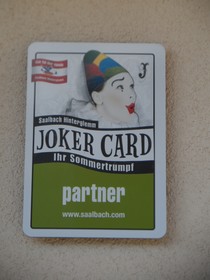 J
Saalbach Hinterglemm
JOKER CARD
Ihr Sommertrumpf
partner
www.saalbach.com